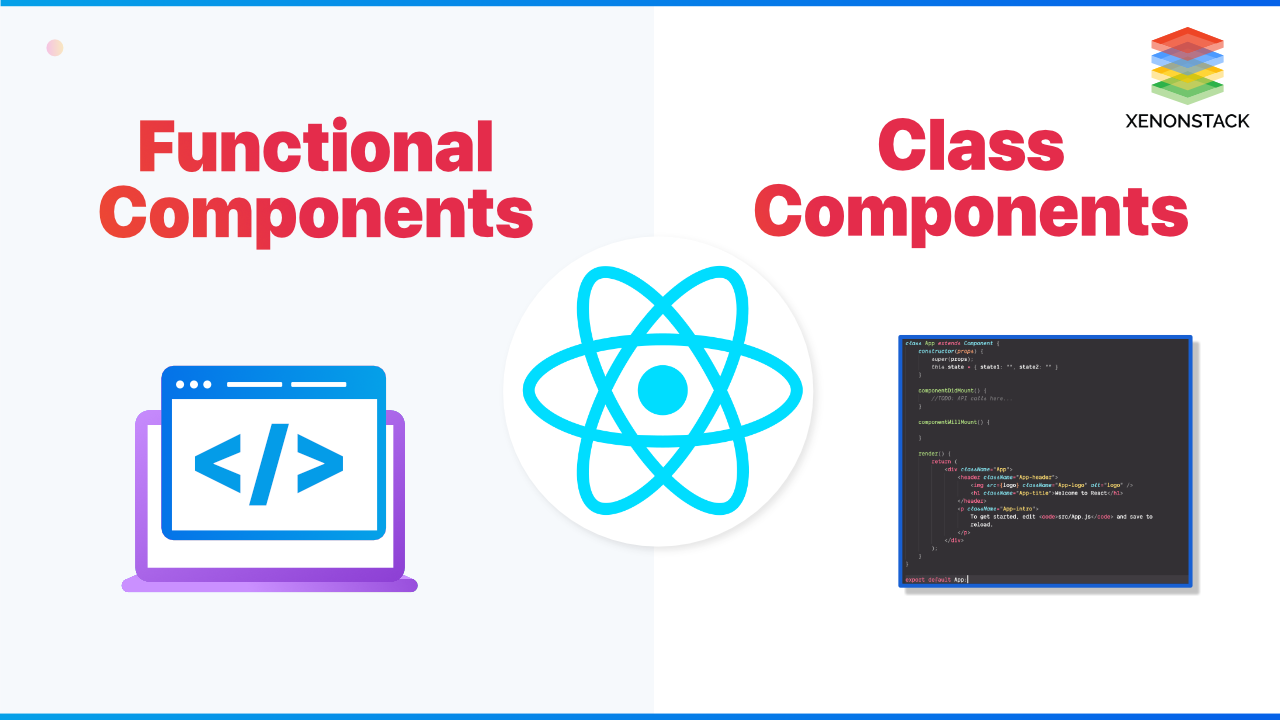 Functional
Components
Class
Components
XENONSTACK
</>
class App extends Component {
constructor(props) {
super(props);
this.state = { state1: "", state2: "" }
}
componentDidMount() {
//TODO: API calls here...
}
componentWillMount() {
}
render() {
return (
<div className="App">
<header className="App-header">
<img src={logo} className="App-logo" alt="logo" />
<h1 className="App-title">Welcome to React</h1>
</header>
<p className="App-intro">
To get started, edit <code>src/App.js</code> and save to
reload.
</p>
</div>
);
}
}
export default App;